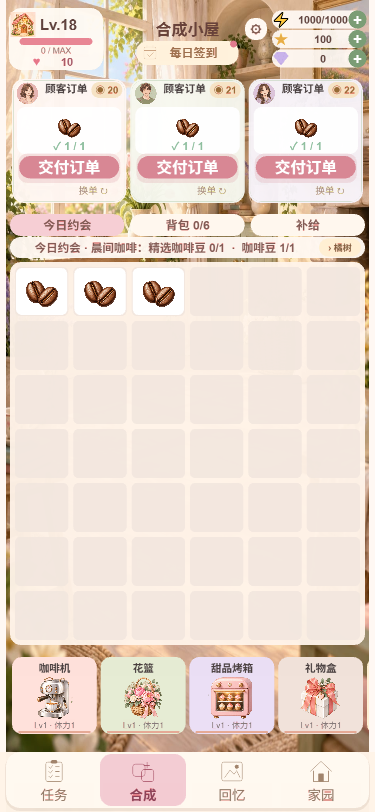 Lv.18
0 / MAX
♥ 10
合成小屋
每日签到
1000/1000
100
0
顾客订单 20
✓ 1 / 1
交付订单
换单 ↻
顾客订单 21
✓ 1 / 1
交付订单
换单 ↻
顾客订单 22
✓ 1 / 1
交付订单
换单 ↻
今日约会
背包 0/6
补给
今日约会 · 晨间咖啡：精选咖啡豆 0/1 · 咖啡豆 1/1
› 橘树
咖啡机
lv1 · 体力1
花篮
lv1 · 体力1
甜品烤箱
lv1 · 体力1
礼物盒
lv1 · 体力1
任务
合成
回忆
家园